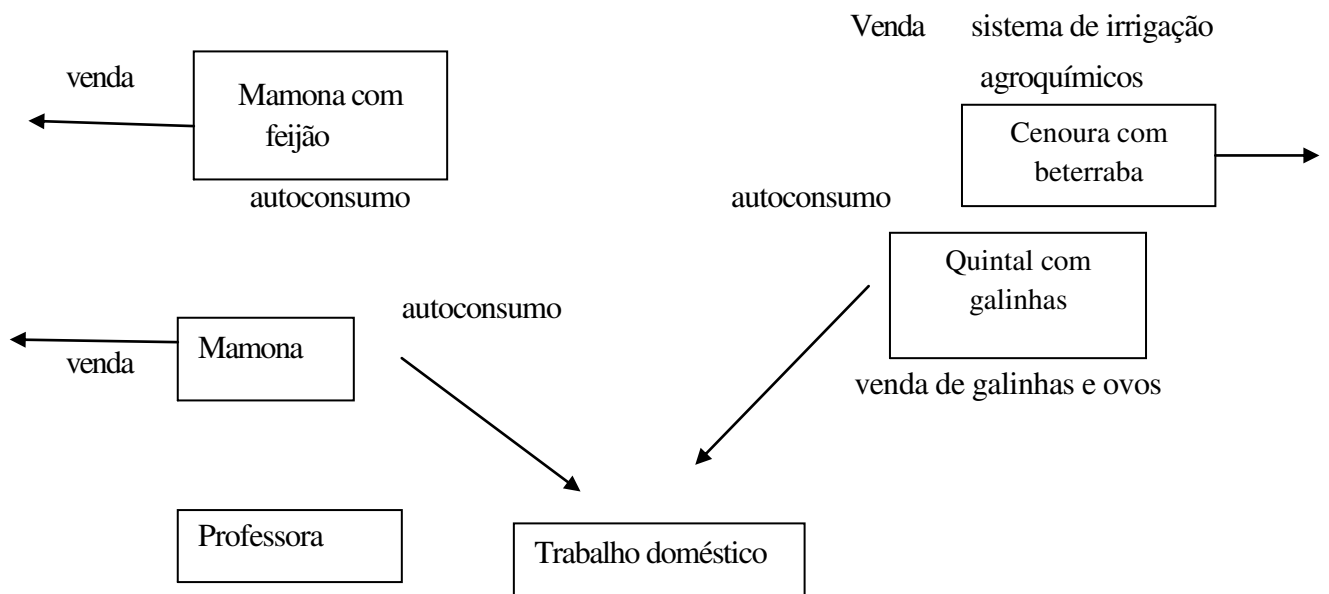 Venda sistema de irrigação
agroquímicos
venda
Mamona com
feijão
autoconsumo
Cenoura com
beterraba
autoconsumo
Quintal com
galinhas
venda de galinhas e ovos
autoconsumo
Mamona
venda
Professora
Trabalho doméstico